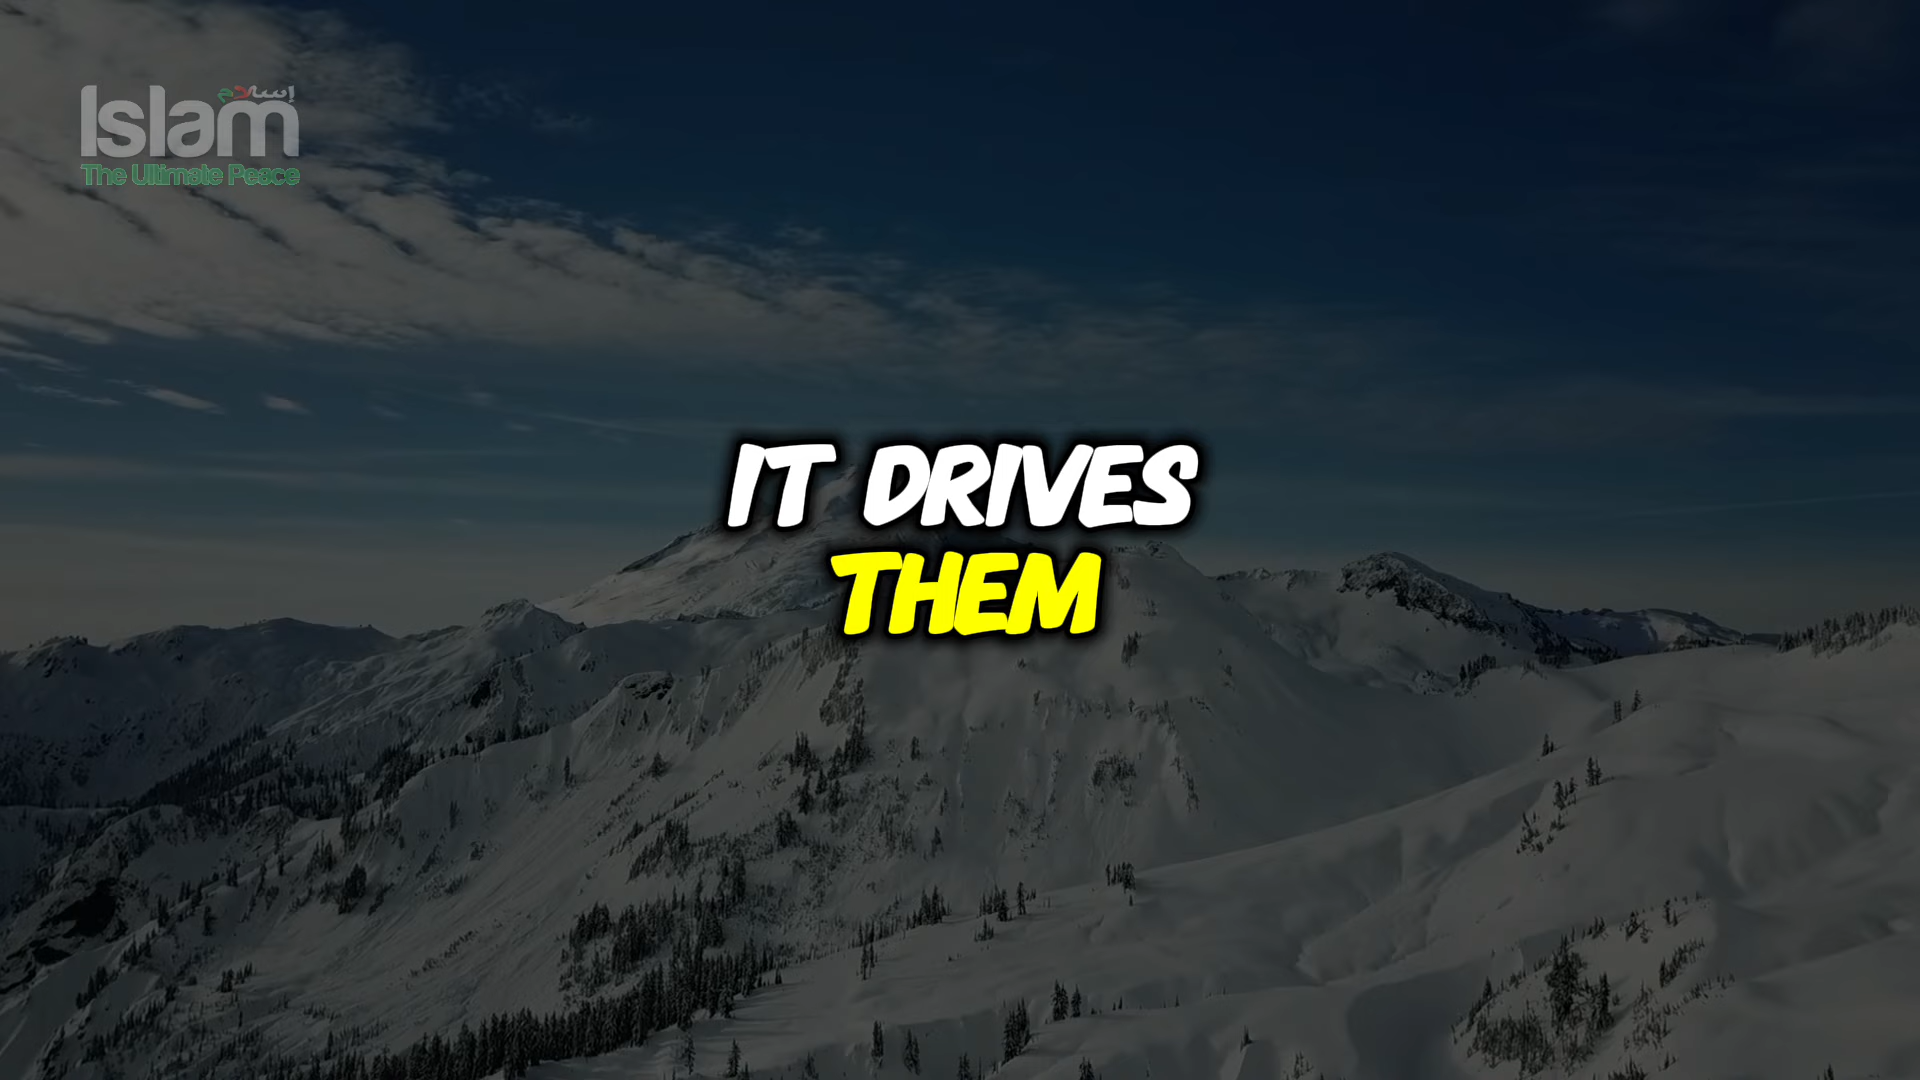 إسلام
Islam
The Ultimate Peace
IT DRIVES
THEM